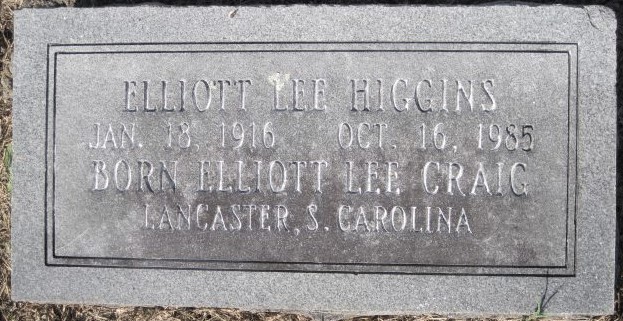 ELLIOTT LEE HIGGINS
JAN. 18, 1916 OCT. 16, 1985
BORN ELLIOTT LEE CRAIG
LANCASTER, S. CAROLINA